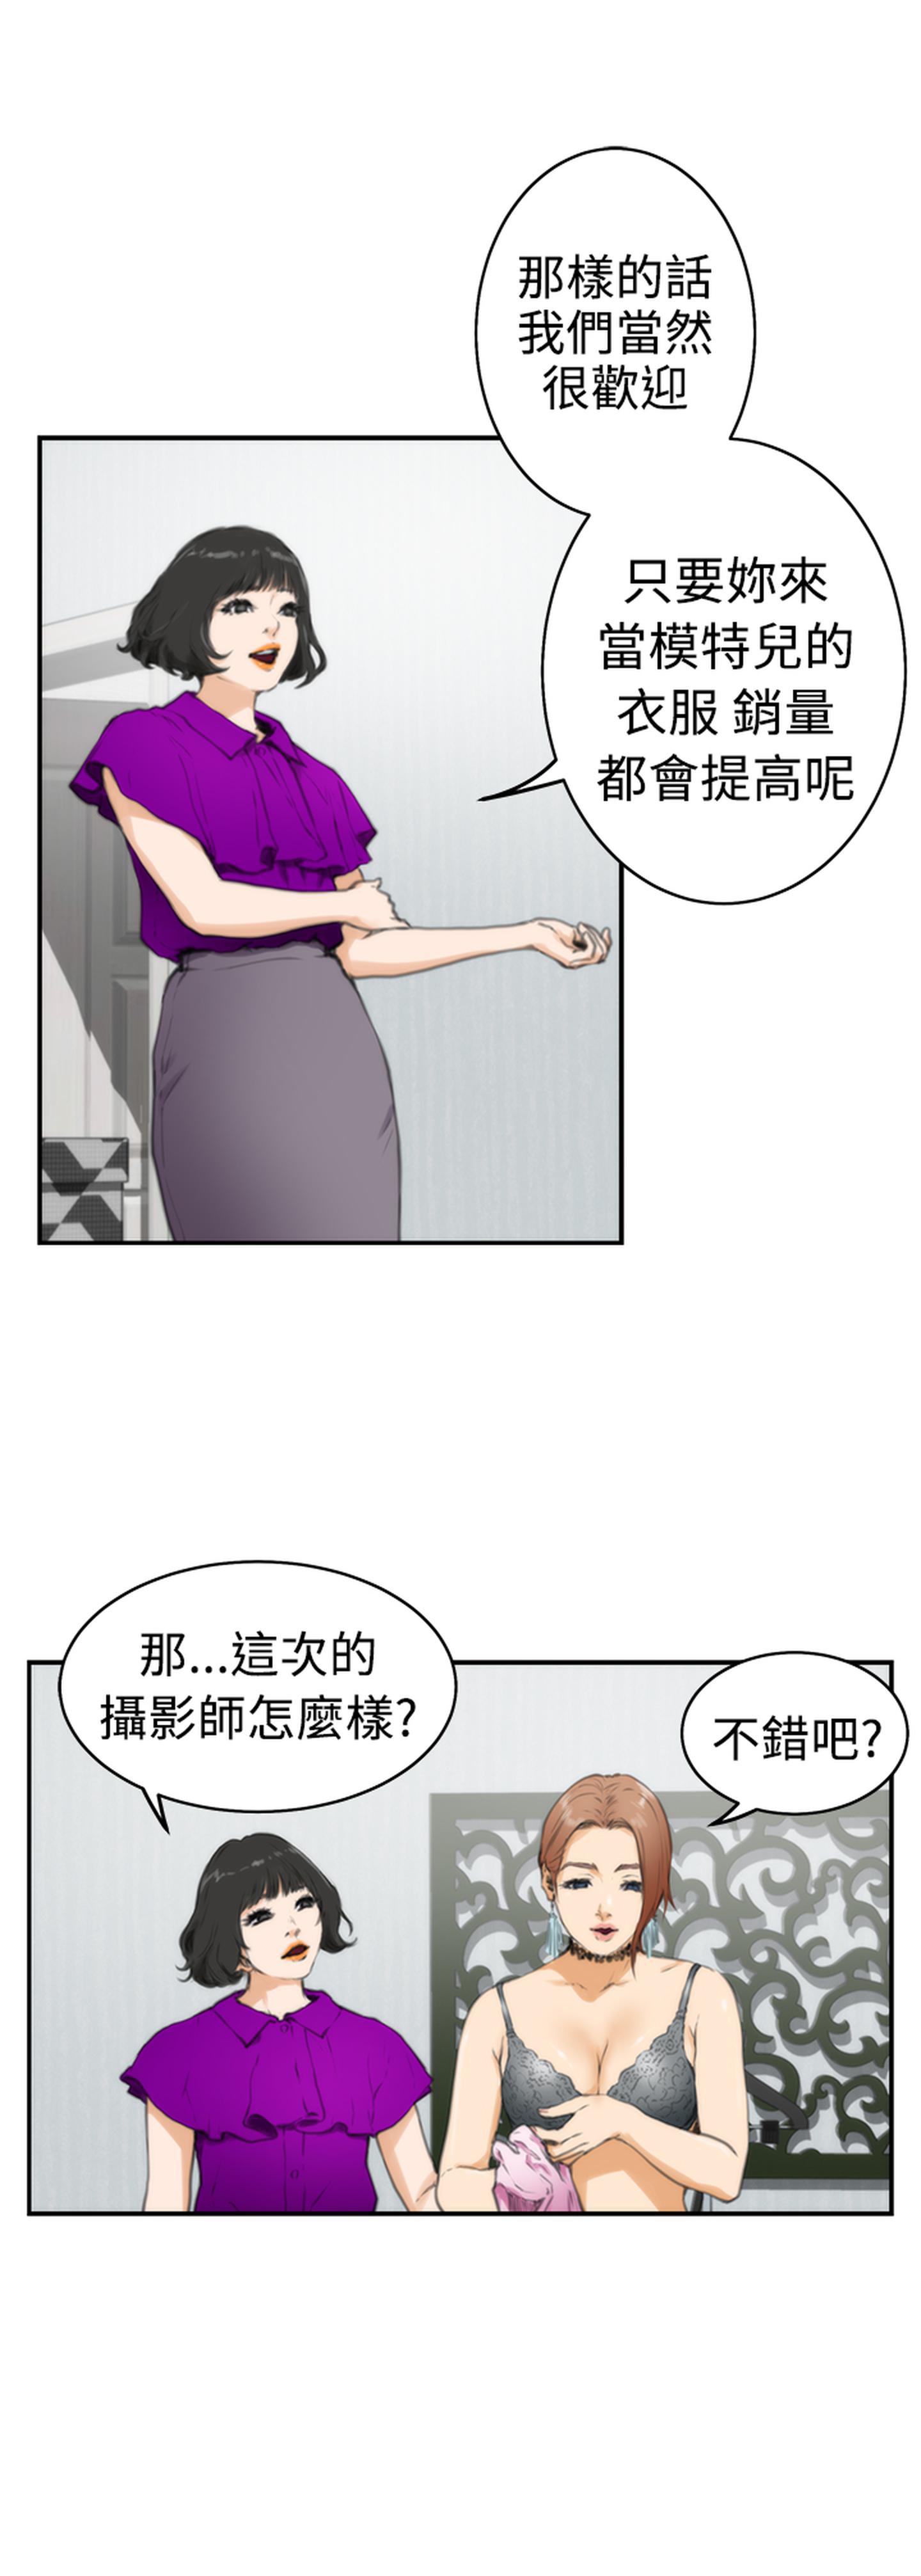 那樣的話
我們當然
很歡迎
只要妳來
當模特兒的
衣服 銷量
都會提高呢
那...這次的
攝影師怎麼樣?
不錯吧?